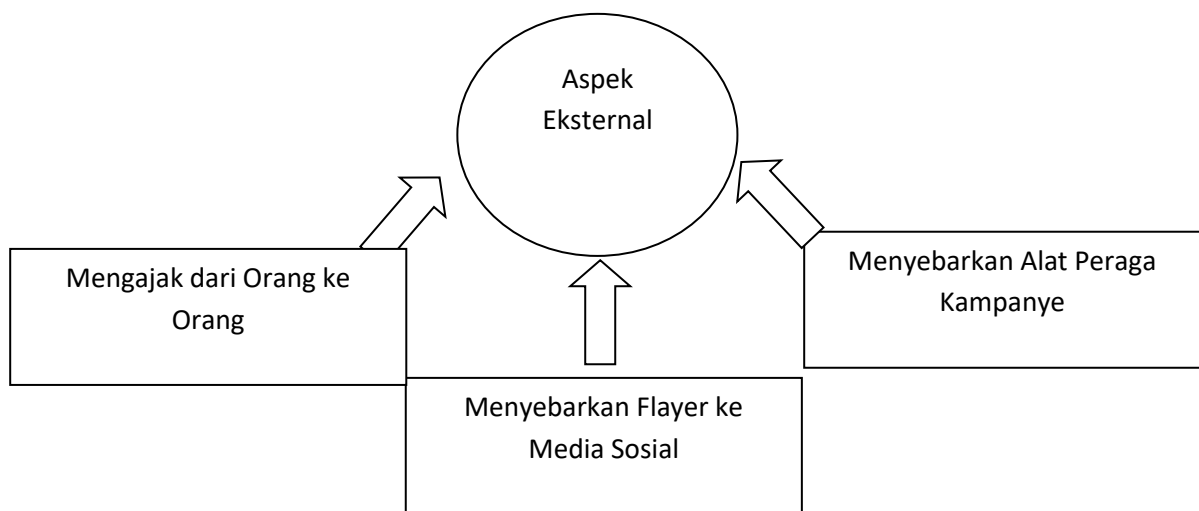 Aspek
Eksternal
Mengajak dari Orang ke
Orang
Menyebarkan Alat Peraga
Kampanye
Menyebarkan Flayer ke
Media Sosial